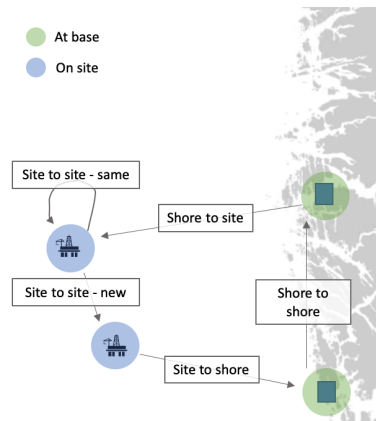 At base
On site
Site to site - same
Shore to site
Site to site - new
Shore to
shore
Site to shore